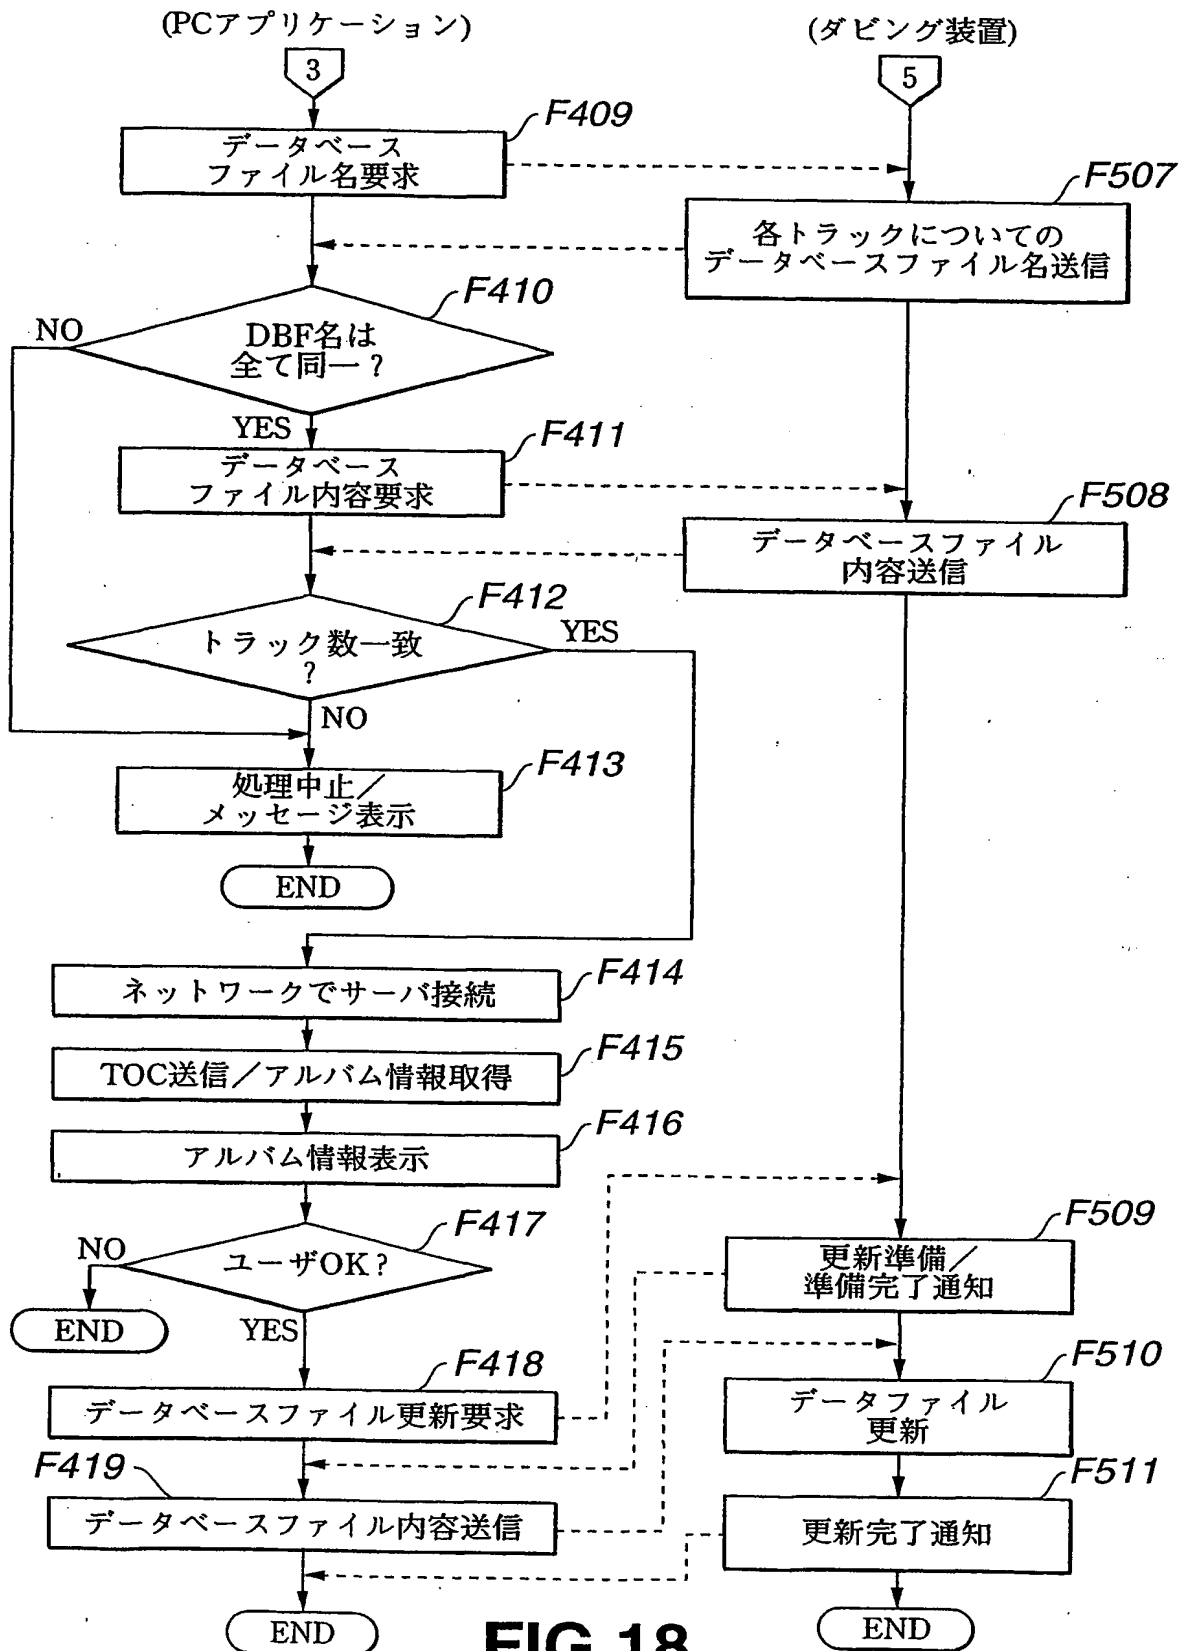 (PCアプリケーション)
(ダビング装置)
3
5
F409
データベース
ファイル名要求
F507
各トラックについての
データベースファイル名送信
F410
NO
DBF名は
全て同一?
YES
F411
データベース
ファイル内容要求
F508
データベースファイル
内容送信
F412
トラック数一致
?
YES
NO
F413
処理中止/
メッセージ表示
END
F414
ネットワークでサーバ接続
F415
TOC送信/アルバム情報取得
F416
アルバム情報表示
F417
NO
ユーザOK?
F509
更新準備/
準備完了通知
END
YES
F418
データベースファイル更新要求
F510
データファイル
更新
F419
データベースファイル内容送信
F511
更新完了通知
END
END
FIG.18